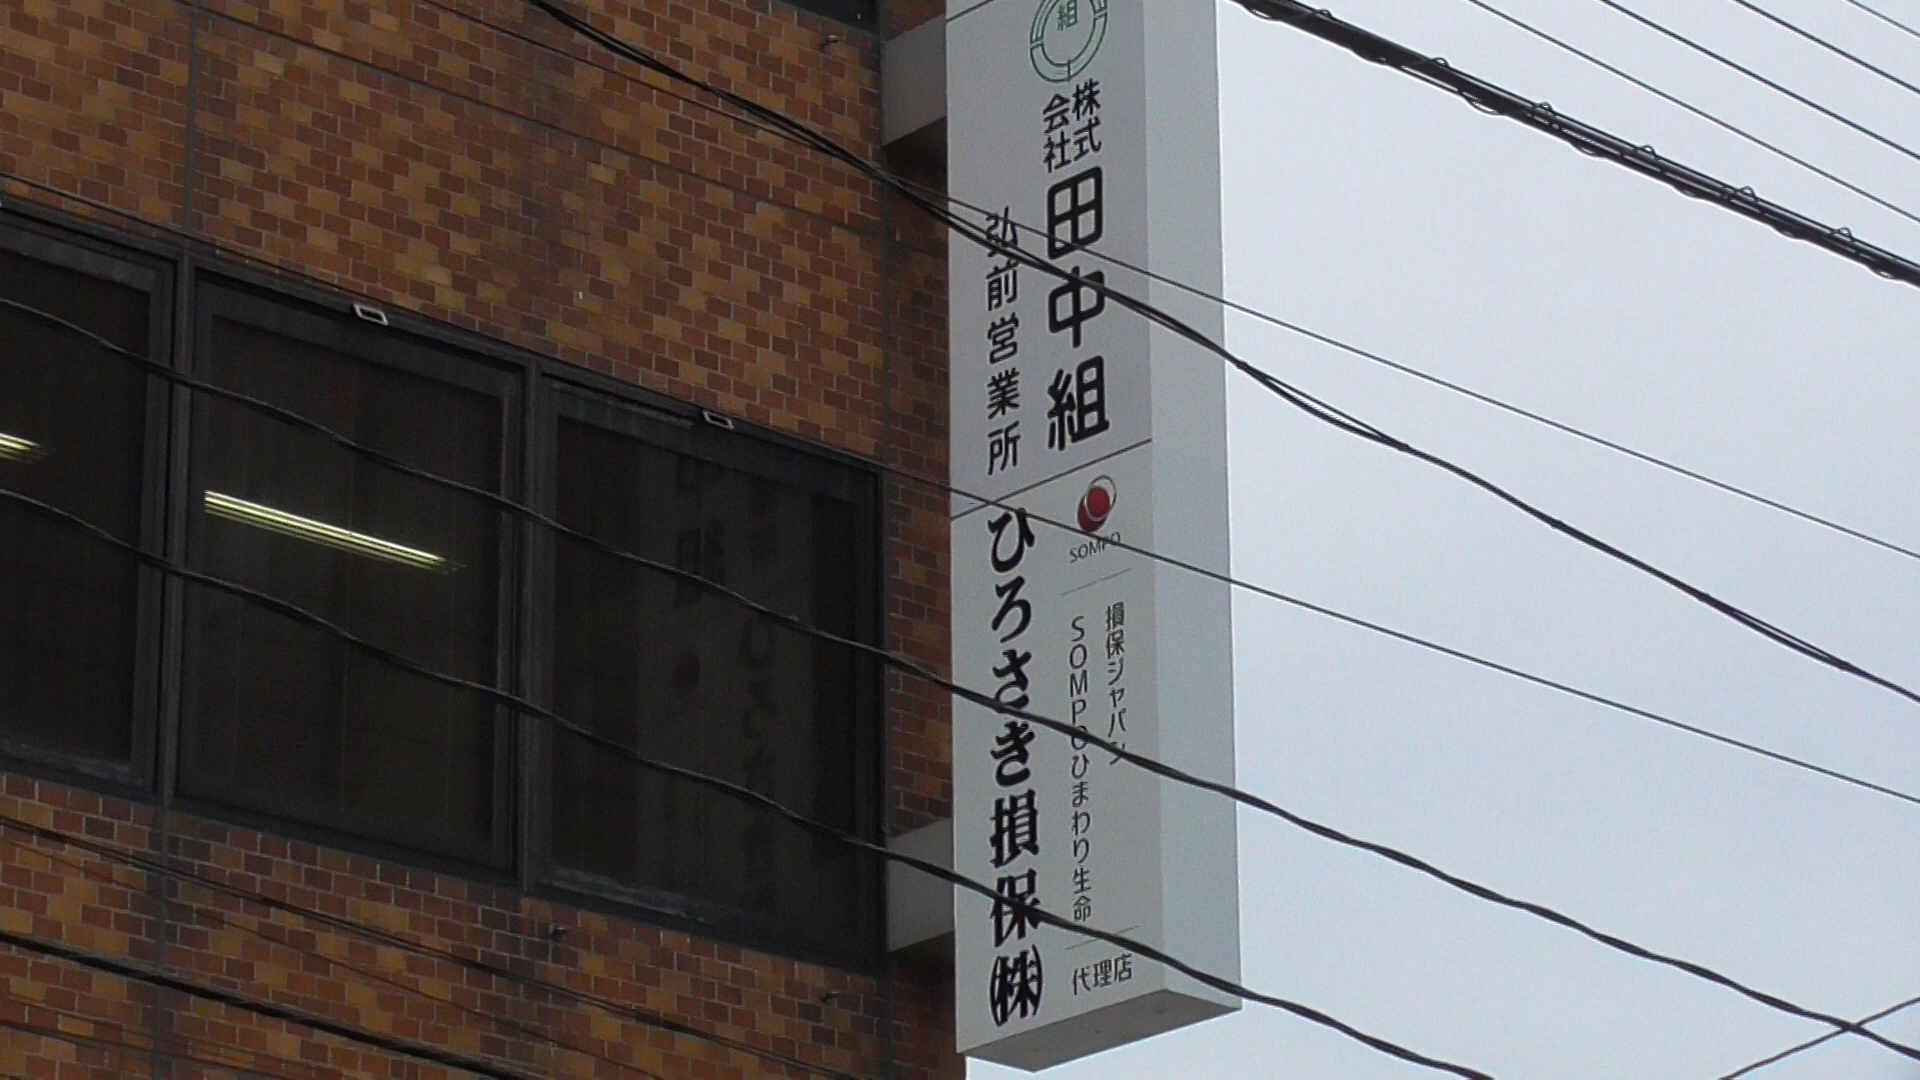 組
株式
会社
田中組
弘前営業所
SOMPO
損保ジャパン
SOMPOひまわり生命
代理店
ひろさき損保㈱